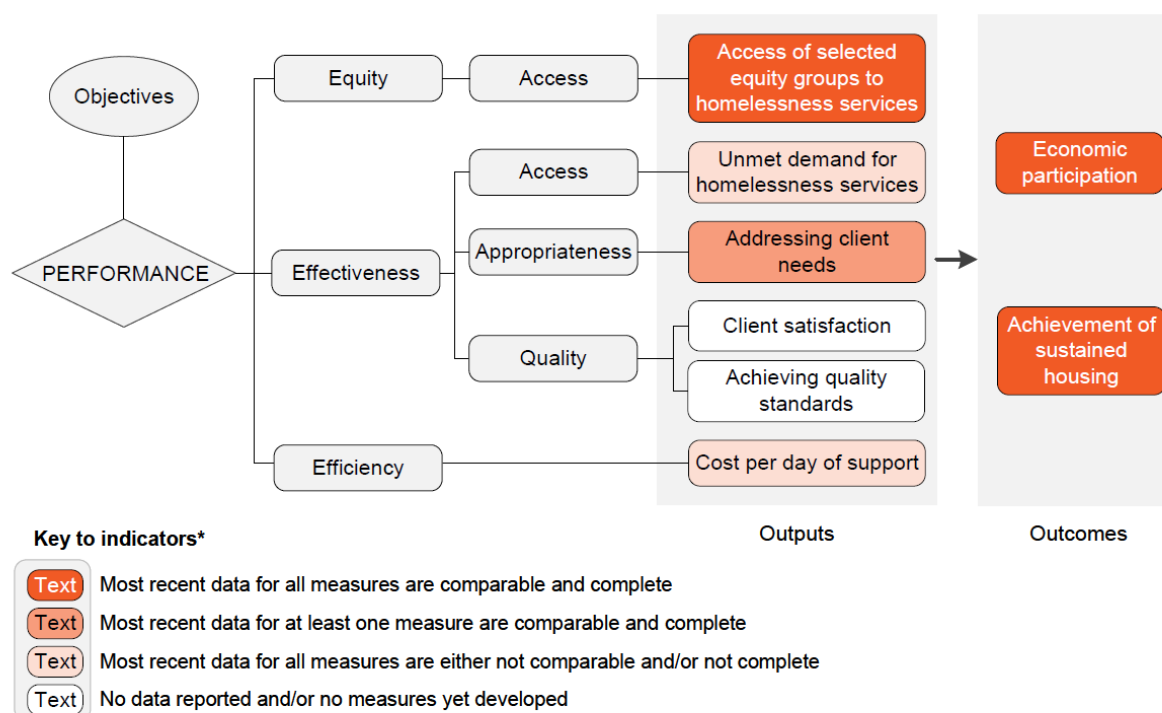 Objectives
PERFORMANCE
Equity
Access
Access of selected
equity groups to
homelessness services
Effectiveness
Access
Unmet demand for
homelessness services
Appropriateness
Addressing client
needs
Quality
Client satisfaction
Achieving quality
standards
Efficiency
Cost per day of support
Outputs
Economic
participation
Achievement of
sustained
housing
Outcomes
Key to indicators*
Text Most recent data for all measures are comparable and complete
Text Most recent data for at least one measure are comparable and complete
Text Most recent data for all measures are either not comparable and/or not complete
Text No data reported and/or no measures yet developed